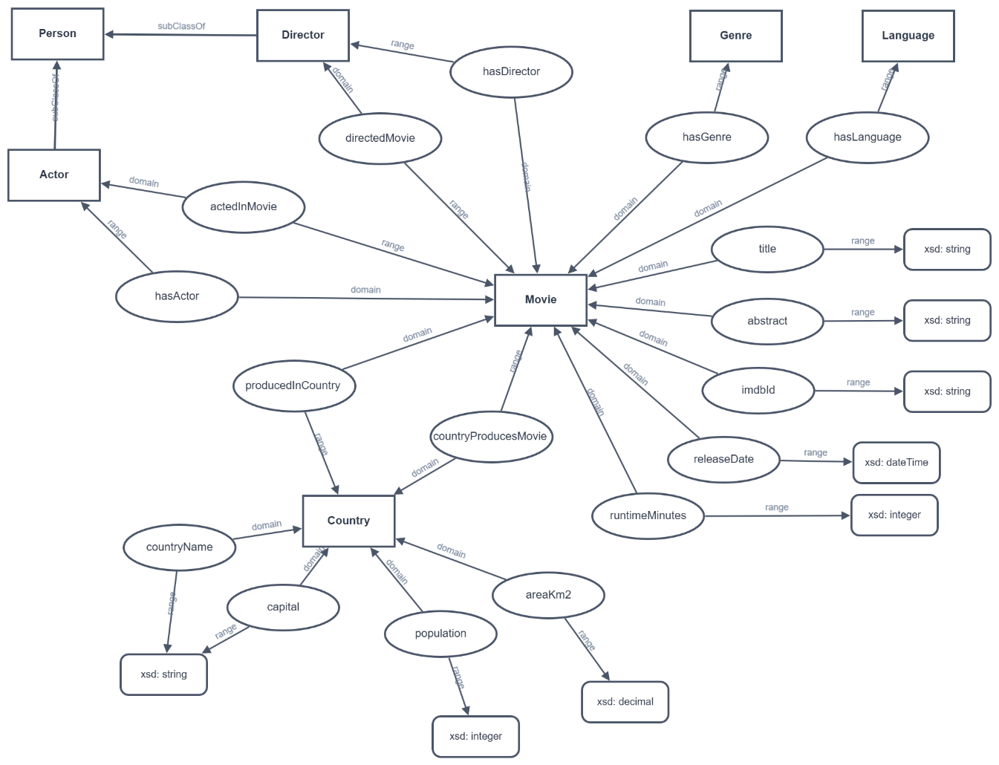 Person
subClassOf
Director
range
hasDirector
Genre
Language
domain
range
range
subClassOf
directedMovie
hasGenre
hasLanguage
Actor
domain
actedInMovie
domain
range
domain
domain
range
range
title
range
xsd: string
domain
hasActor
domain
Movie
domain
abstract
range
xsd: string
domain
domain
range
domain
imdbId
range
xsd: string
producedInCountry
domain
domain
range
countryProducesMovie
releaseDate
range
xsd: dateTime
domain
runtimeMinutes
range
xsd: integer
Country
domain
countryName
domain
domain
domain
range
capital
areaKm2
range
population
range
xsd: string
range
xsd: decimal
xsd: integer